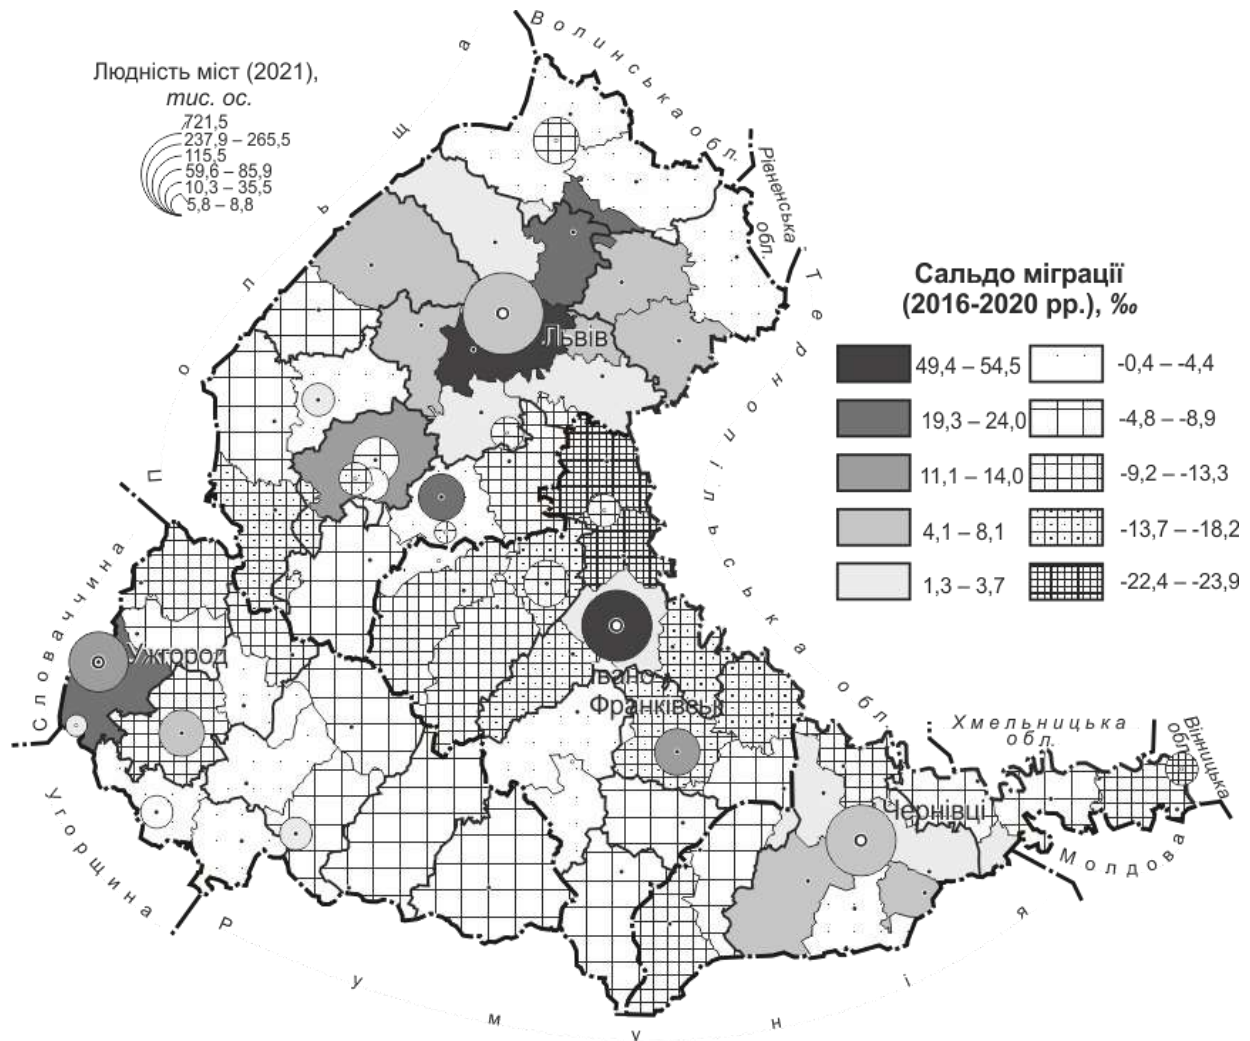 Людність міст (2021),
тис. ос.
721,5
237,9 – 265,5
115,5
59,6 – 85,9
10,3 – 35,5
5,8 – 8,8
Волинська обл.
Рівненська
обл.
Тернопільська обл.
Хмельницька
обл.
Вінницька
обл.
Молдова
Румунія
Угорщина
Словаччина
Польща
Львів
Ужгород
Івано-
Франківськ
Чернівці
Сальдо міграції
(2016-2020 рр.), ‰
49,4 – 54,5
19,3 – 24,0
11,1 – 14,0
4,1 – 8,1
1,3 – 3,7
-0,4 – -4,4
-4,8 – -8,9
-9,2 – -13,3
-13,7 – -18,2
-22,4 – -23,9